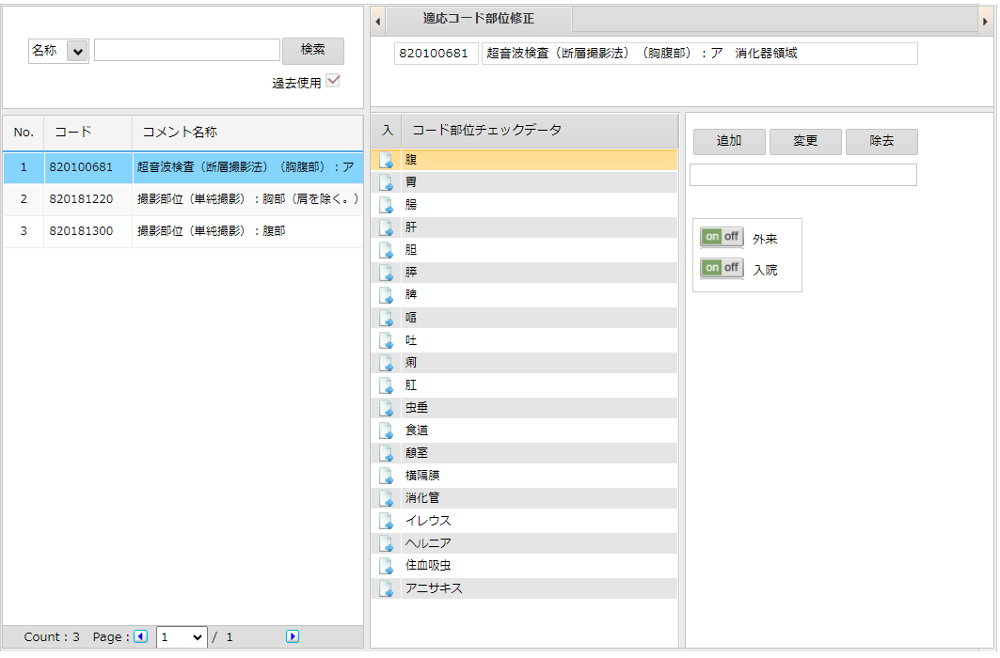 名称
検索
過去使用
No. コード コメント名称
1 820100681 超音波検査（断層撮影法）（胸腹部）：ア
2 820181220 撮影部位（単純撮影）：胸部（肩を除く。）
3 820181300 撮影部位（単純撮影）：腹部
Count : 3 Page : 1 / 1
適応コード部位修正
820100681 超音波検査（断層撮影法）（胸腹部）：ア　消化器領域
入 コード部位チェックデータ
腹
胃
腸
肝
胆
膵
脾
嘔
吐
痢
肛
虫垂
食道
憩室
横隔膜
消化管
イレウス
ヘルニア
住血吸虫
アニサキス
追加 変更 除去
on off 外来
on off 入院